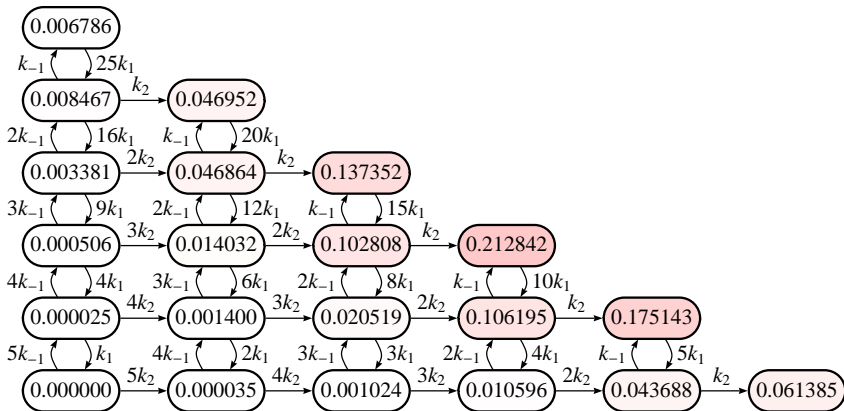 0.006786
k₋₁ 25k₁
k₂
0.008467 0.046952
2k₋₁ 16k₁ k₋₁ 20k₁
2k₂ k₂
0.003381 0.046864 0.137352
3k₋₁ 9k₁ 2k₋₁ 12k₁ k₋₁ 15k₁
3k₂ 2k₂ k₂
0.000506 0.014032 0.102808 0.212842
4k₋₁ 4k₁ 3k₋₁ 6k₁ 2k₋₁ 8k₁ k₋₁ 10k₁
4k₂ 3k₂ 2k₂ k₂
0.000025 0.001400 0.020519 0.106195 0.175143
5k₋₁ k₁ 4k₋₁ 2k₁ 3k₋₁ 3k₁ 2k₋₁ 4k₁ k₋₁ 5k₁
5k₂ 4k₂ 3k₂ 2k₂ k₂
0.000000 0.000035 0.001024 0.010596 0.043688 0.061385